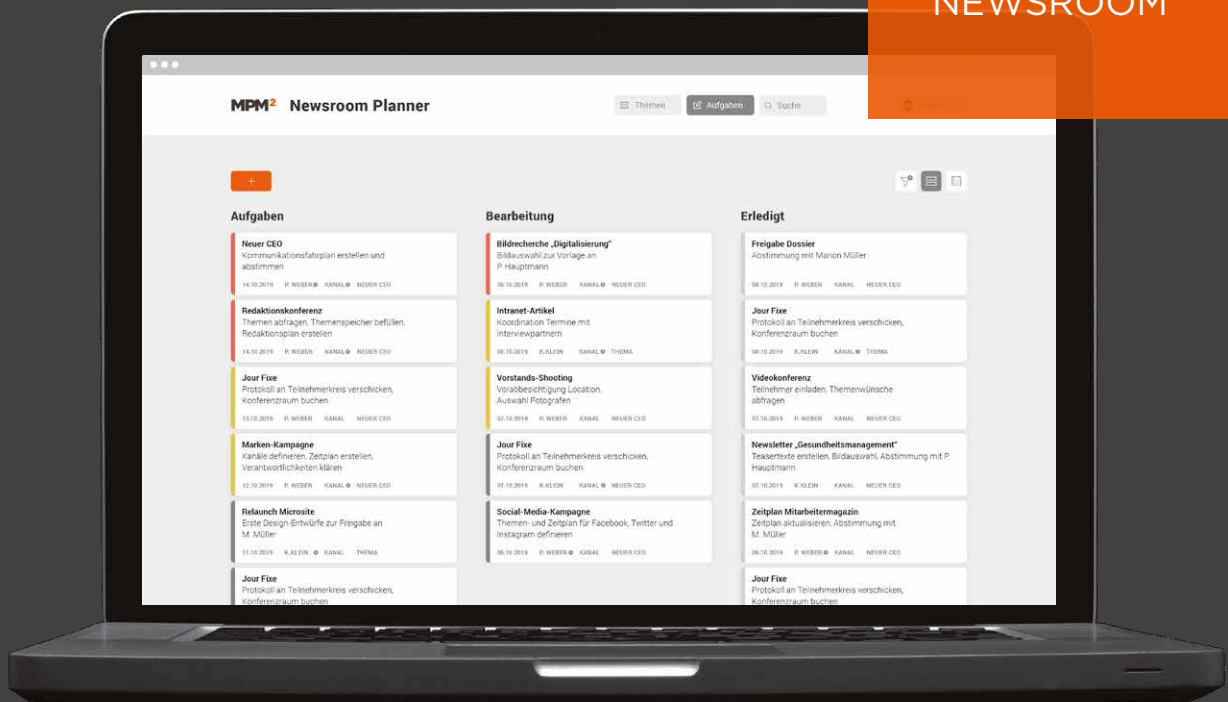 NEWSROOM
MPM² Newsroom Planner
Themen
Aufgaben
Suche
+
Aufgaben
Neuer CEO
Kommunikationsfahrplan erstellen und
abstimmen
14.10.2019 P. WEBER KANAL NEUER CEO
Redaktionskonferenz
Themen abfragen, Themenspeicher befüllen,
Redaktionsplan erstellen
14.10.2019 P. WEBER KANAL NEUER CEO
Jour Fixe
Protokoll an Teilnehmerkreis verschicken,
Konferenzraum buchen
13.10.2019 P. WEBER KANAL NEUER CEO
Marken-Kampagne
Kanäle definieren, Zeitplan erstellen,
Verantwortlichkeiten klären
12.10.2019 P. WEBER KANAL NEUER CEO
Relaunch Microsite
Erste Design-Entwürfe zur Freigabe an
M. Müller
11.10.2019 K.KLEIN KANAL THEMA
Jour Fixe
Protokoll an Teilnehmerkreis verschicken,
Konferenzraum buchen
Bearbeitung
Bildrecherche „Digitalisierung"
Bildauswahl zur Vorlage an
P. Hauptmann
08.10.2019 P. WEBER KANAL NEUER CEO
Intranet-Artikel
Koordination Termine mit
Interviewpartnern
08.10.2019 K.KLEIN KANAL THEMA
Vorstands-Shooting
Vorabbesichtigung Location,
Auswahl Fotografen
07.10.2019 P. WEBER KANAL NEUER CEO
Jour Fixe
Protokoll an Teilnehmerkreis verschicken,
Konferenzraum buchen
07.10.2019 K.KLEIN KANAL NEUER CEO
Social-Media-Kampagne
Themen- und Zeitplan für Facebook, Twitter und
Instagram definieren
06.10.2019 P. WEBER KANAL NEUER CEO
Erledigt
Freigabe Dossier
Abstimmung mit Marion Müller
08.10.2019 P. WEBER KANAL NEUER CEO
Jour Fixe
Protokoll an Teilnehmerkreis verschicken,
Konferenzraum buchen
08.10.2019 K.KLEIN KANAL THEMA
Videokonferenz
Teilnehmer einladen, Themenwünsche
abfragen
07.10.2019 P. WEBER KANAL NEUER CEO
Newsletter „Gesundheitsmanagement"
Teasertexte erstellen, Bildauswahl, Abstimmung mit P.
Hauptmann
07.10.2019 K.KLEIN KANAL NEUER CEO
Zeitplan Mitarbeitermagazin
Zeitplan aktualisieren, Abstimmung mit
M. Müller
06.10.2019 P. WEBER KANAL NEUER CEO
Jour Fixe
Protokoll an Teilnehmerkreis verschicken,
Konferenzraum buchen